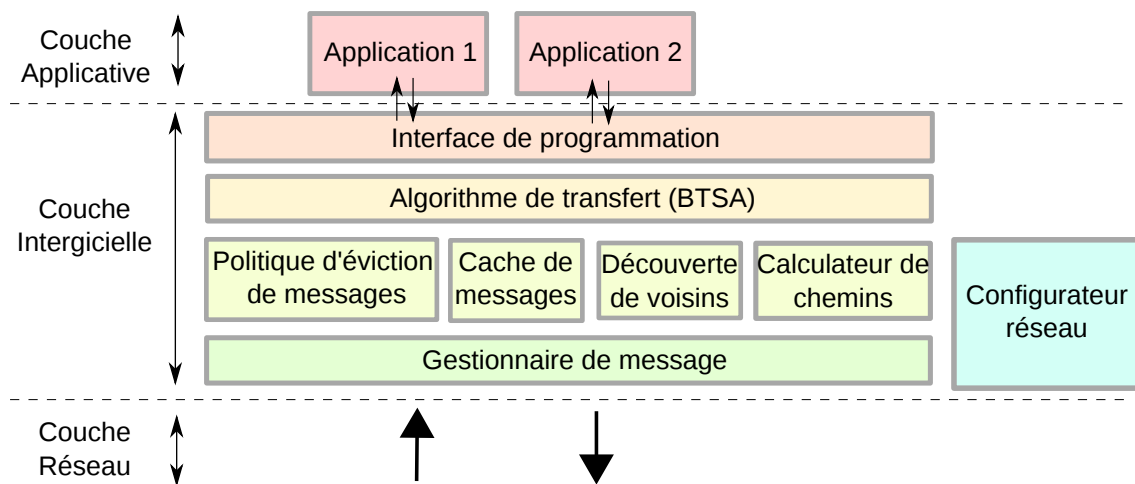 Couche
Applicative
Application 1
Application 2
Interface de programmation
Algorithme de transfert (BTSA)
Couche
Intergicielle
Politique d'éviction
de messages
Cache de
messages
Découverte
de voisins
Calculateur de
chemins
Configurateur
réseau
Gestionnaire de message
Couche
Réseau